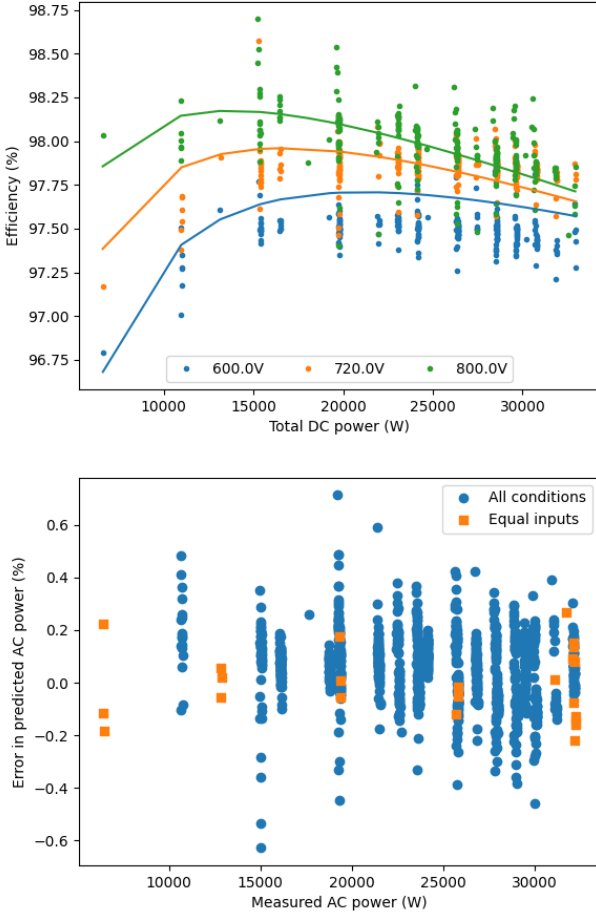 98.75
98.50
98.25
98.00
97.75
97.50
97.25
97.00
96.75
Efficiency (%)
600.0V 720.0V 800.0V
10000 15000 20000 25000 30000
Total DC power (W)
0.6
0.4
0.2
0.0
−0.2
−0.4
−0.6
Error in predicted AC power (%)
All conditions
Equal inputs
10000 15000 20000 25000 30000
Measured AC power (W)